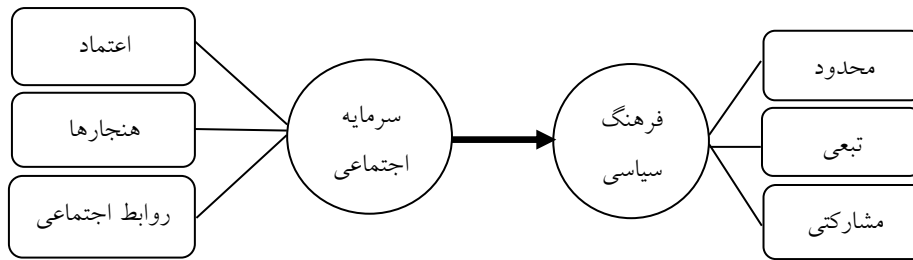 اعتماد
هنجارها
روابط اجتماعی
سرمایه
اجتماعی
فرهنگ
سیاسی
محدود
تبعی
مشارکتی